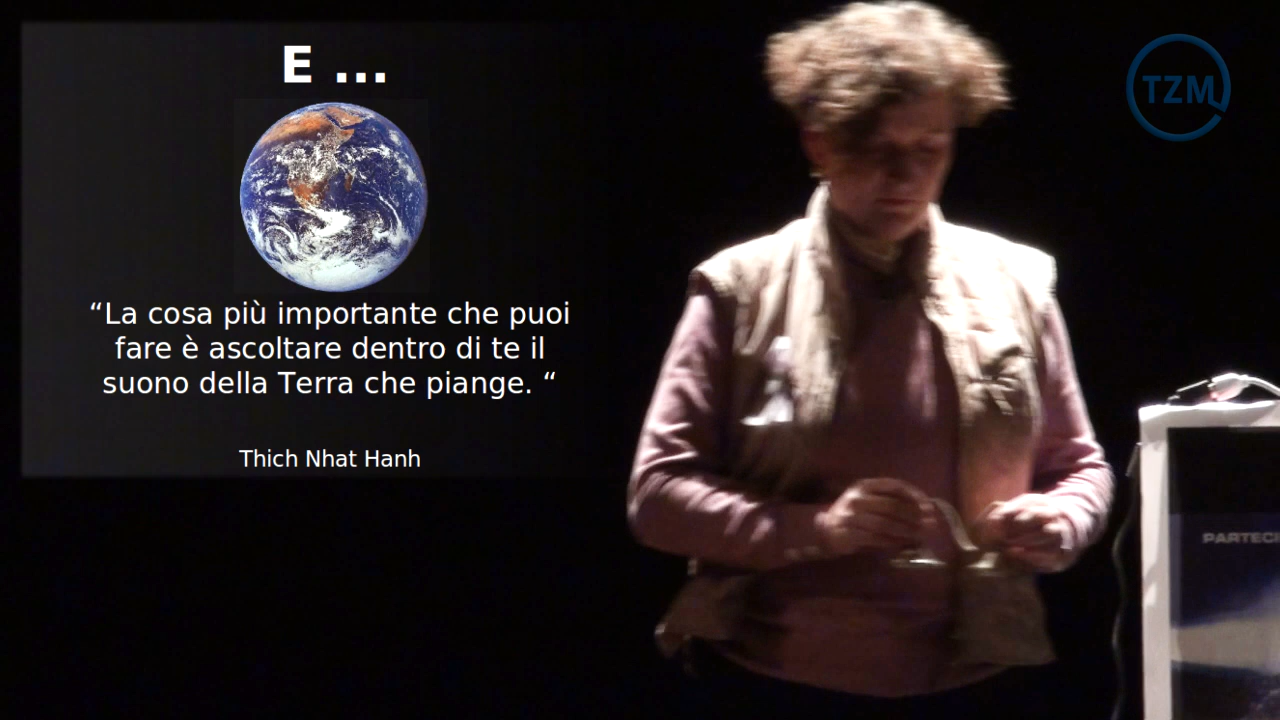 E ...
“La cosa più importante che puoi
fare è ascoltare dentro di te il
suono della Terra che piange. “
Thich Nhat Hanh
TZM
PARTECI